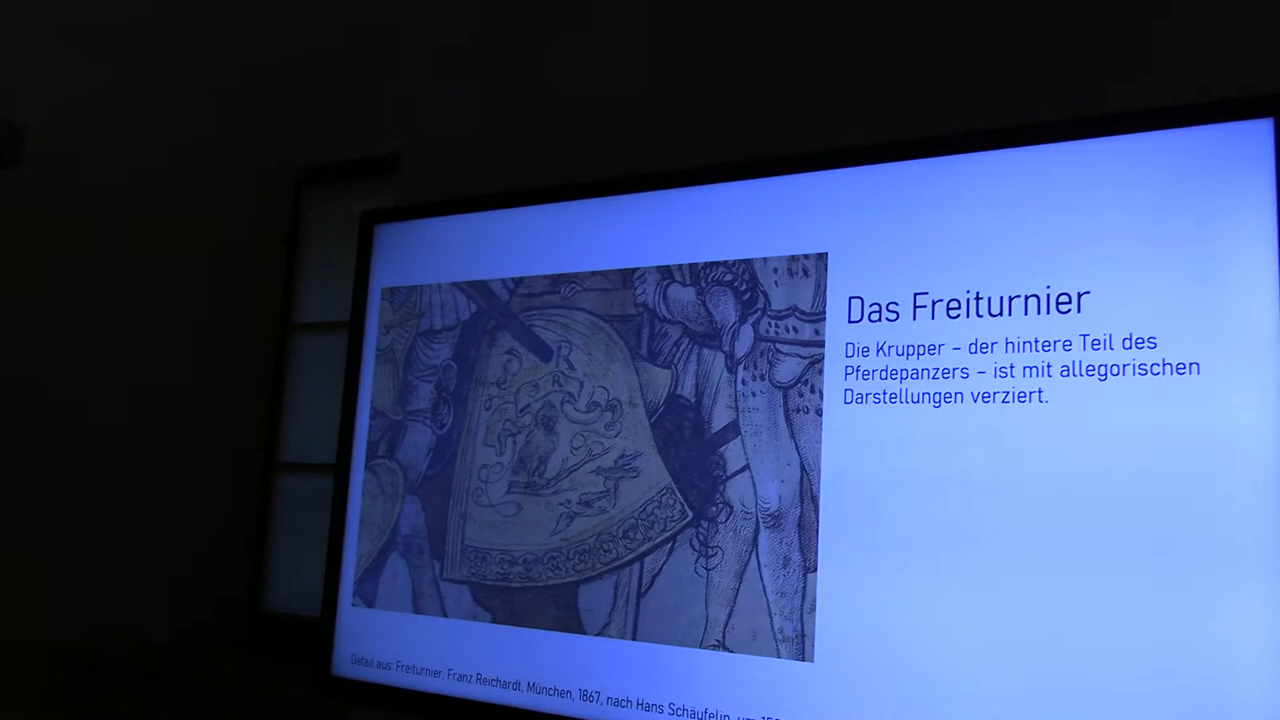 Das Freiturnier
Die Krupper – der hintere Teil des
Pferdepanzers – ist mit allegorischen
Darstellungen verziert.
Detail aus: Freiturnier, Franz Reichardt, München, 1867, nach Hans Schäufelin, um